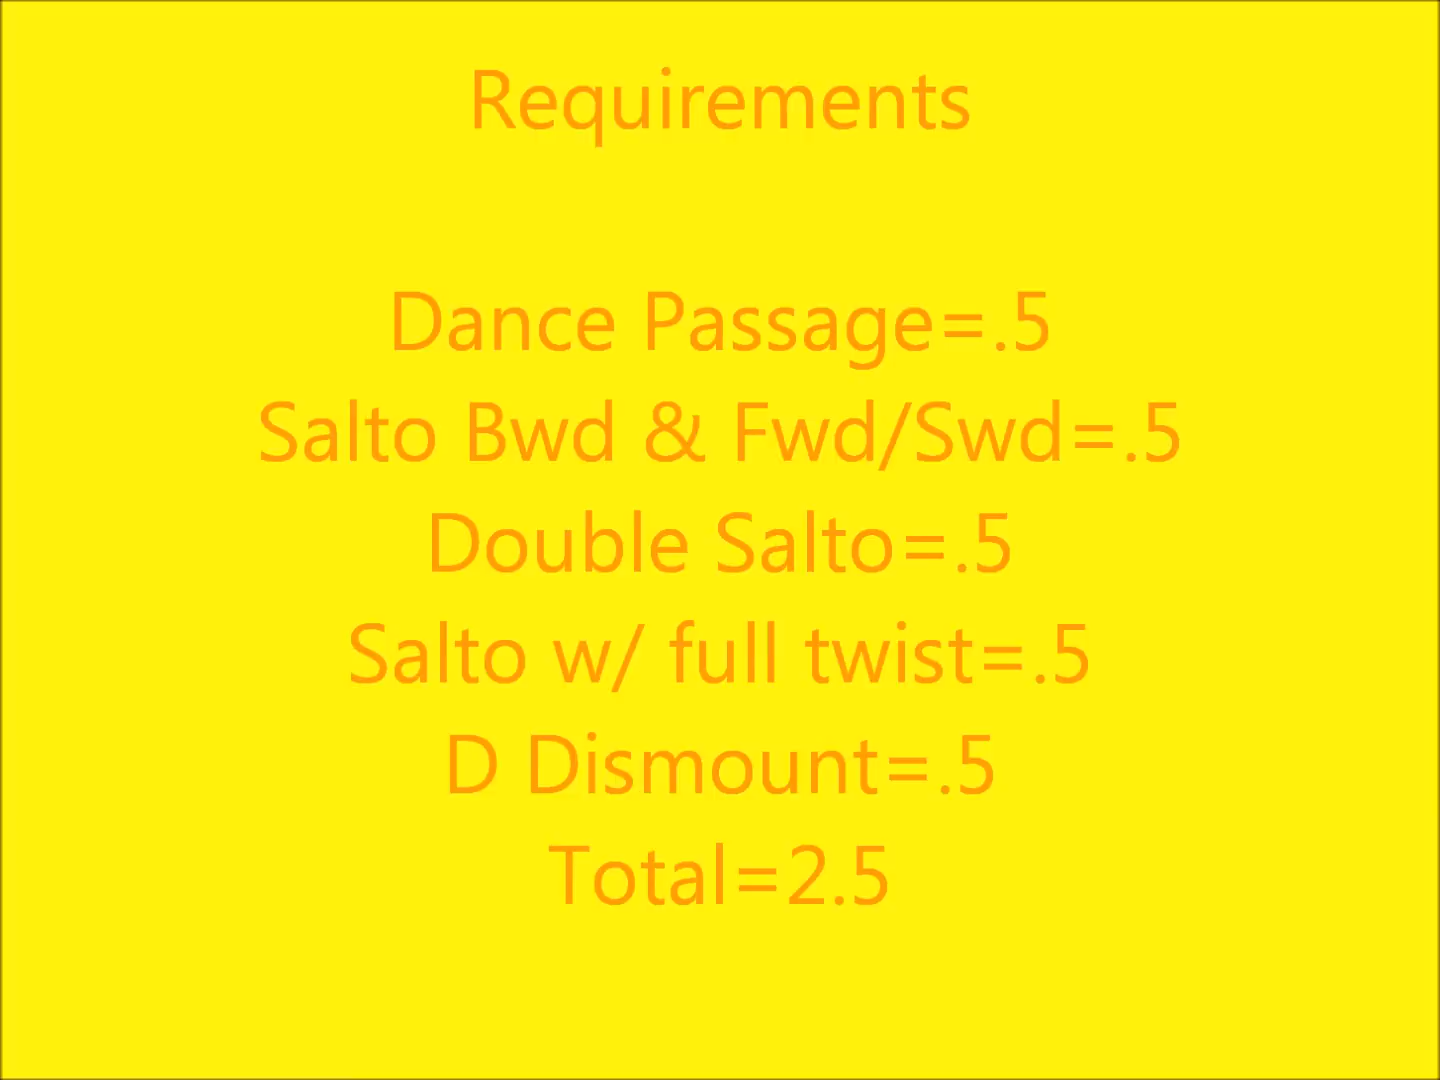 Requirements
Dance Passage=.5
Salto Bwd & Fwd/Swd=.5
Double Salto=.5
Salto w/ full twist=.5
D Dismount=.5
Total=2.5